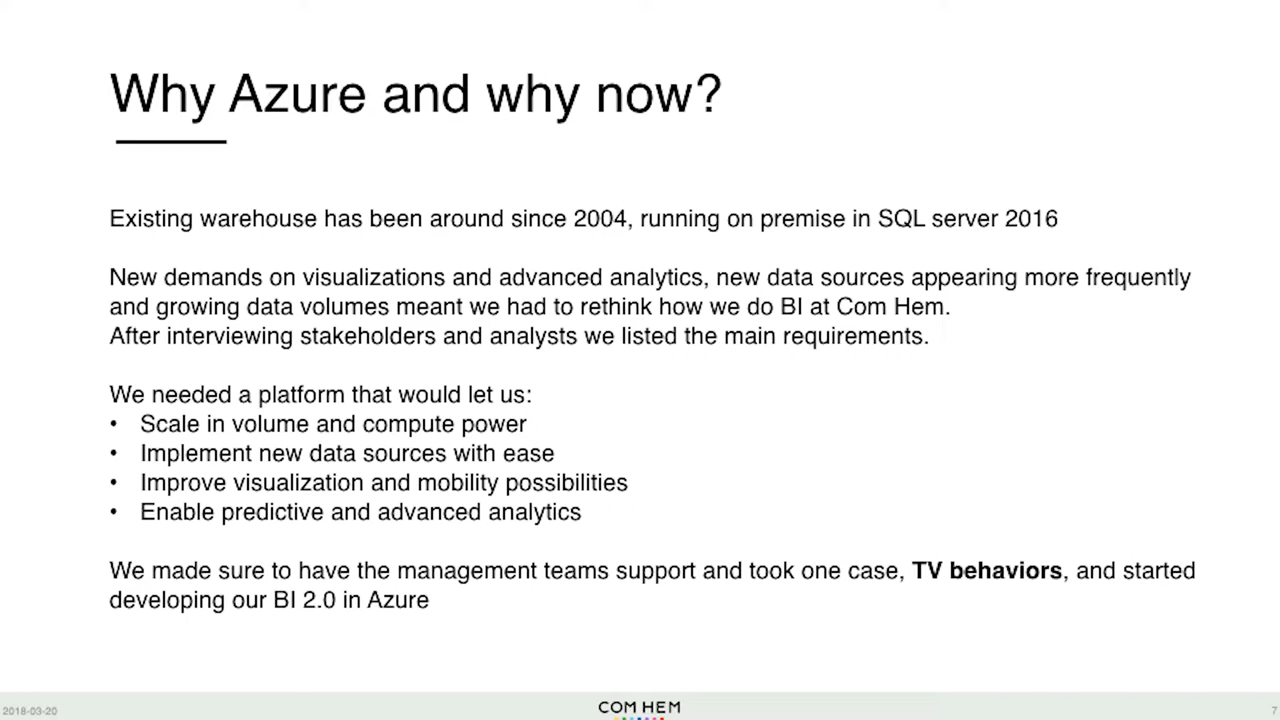 Why Azure and why now?
Existing warehouse has been around since 2004, running on premise in SQL server 2016
New demands on visualizations and advanced analytics, new data sources appearing more frequently
and growing data volumes meant we had to rethink how we do BI at Com Hem.
After interviewing stakeholders and analysts we listed the main requirements.
We needed a platform that would let us:
• Scale in volume and compute power
• Implement new data sources with ease
• Improve visualization and mobility possibilities
• Enable predictive and advanced analytics
We made sure to have the management teams support and took one case, TV behaviors, and started
developing our BI 2.0 in Azure
2018-03-20
COM HEM
7